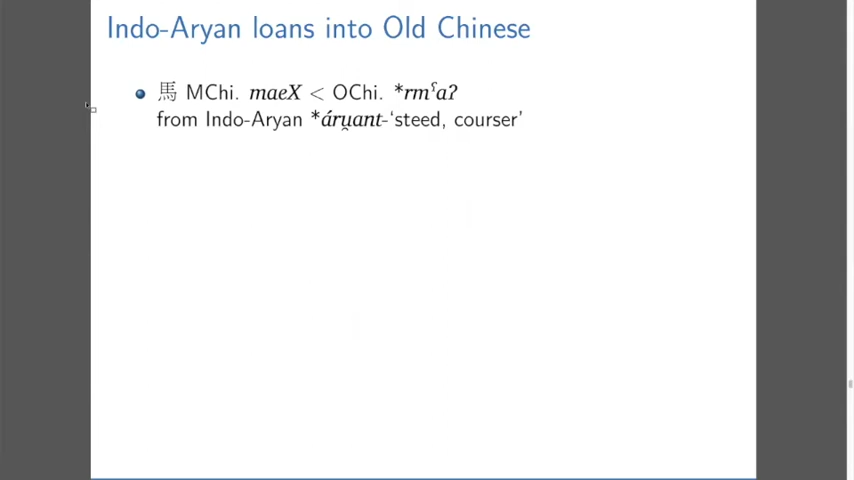 Indo-Aryan loans into Old Chinese
馬 MChi. maeX < OChi. *rmˤaʔ
from Indo-Aryan *áru̯ant-‘steed, courser’